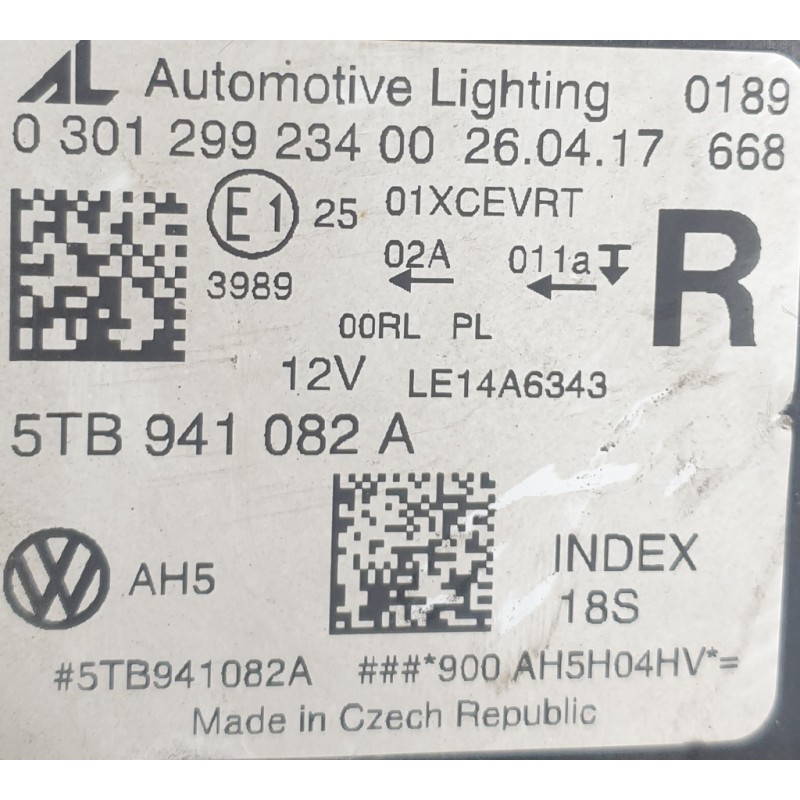 AL Automotive Lighting 0189
0 301 299 234 00 26.04.17 668
E1 25 01XCEVRT R
3989 02A 011a
00RL PL
12V LE14A6343
5TB 941 082 A
VW AH5 INDEX
18S
#5TB941082A ###*900 AH5H04HV*=
Made in Czech Republic